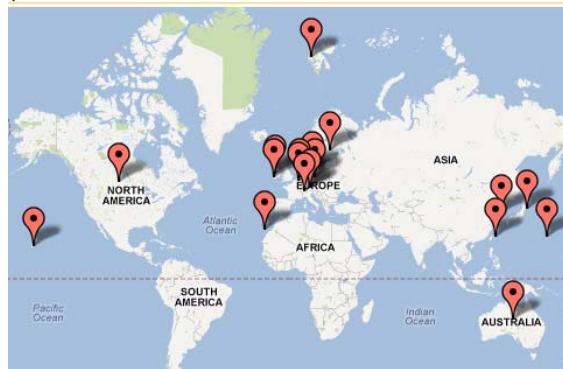 ASIA
NORTH
AMERICA
EUROPE
Atlantic
Ocean
AFRICA
SOUTH
AMERICA
Pacific
Ocean
Indian
Ocean
AUSTRALIA